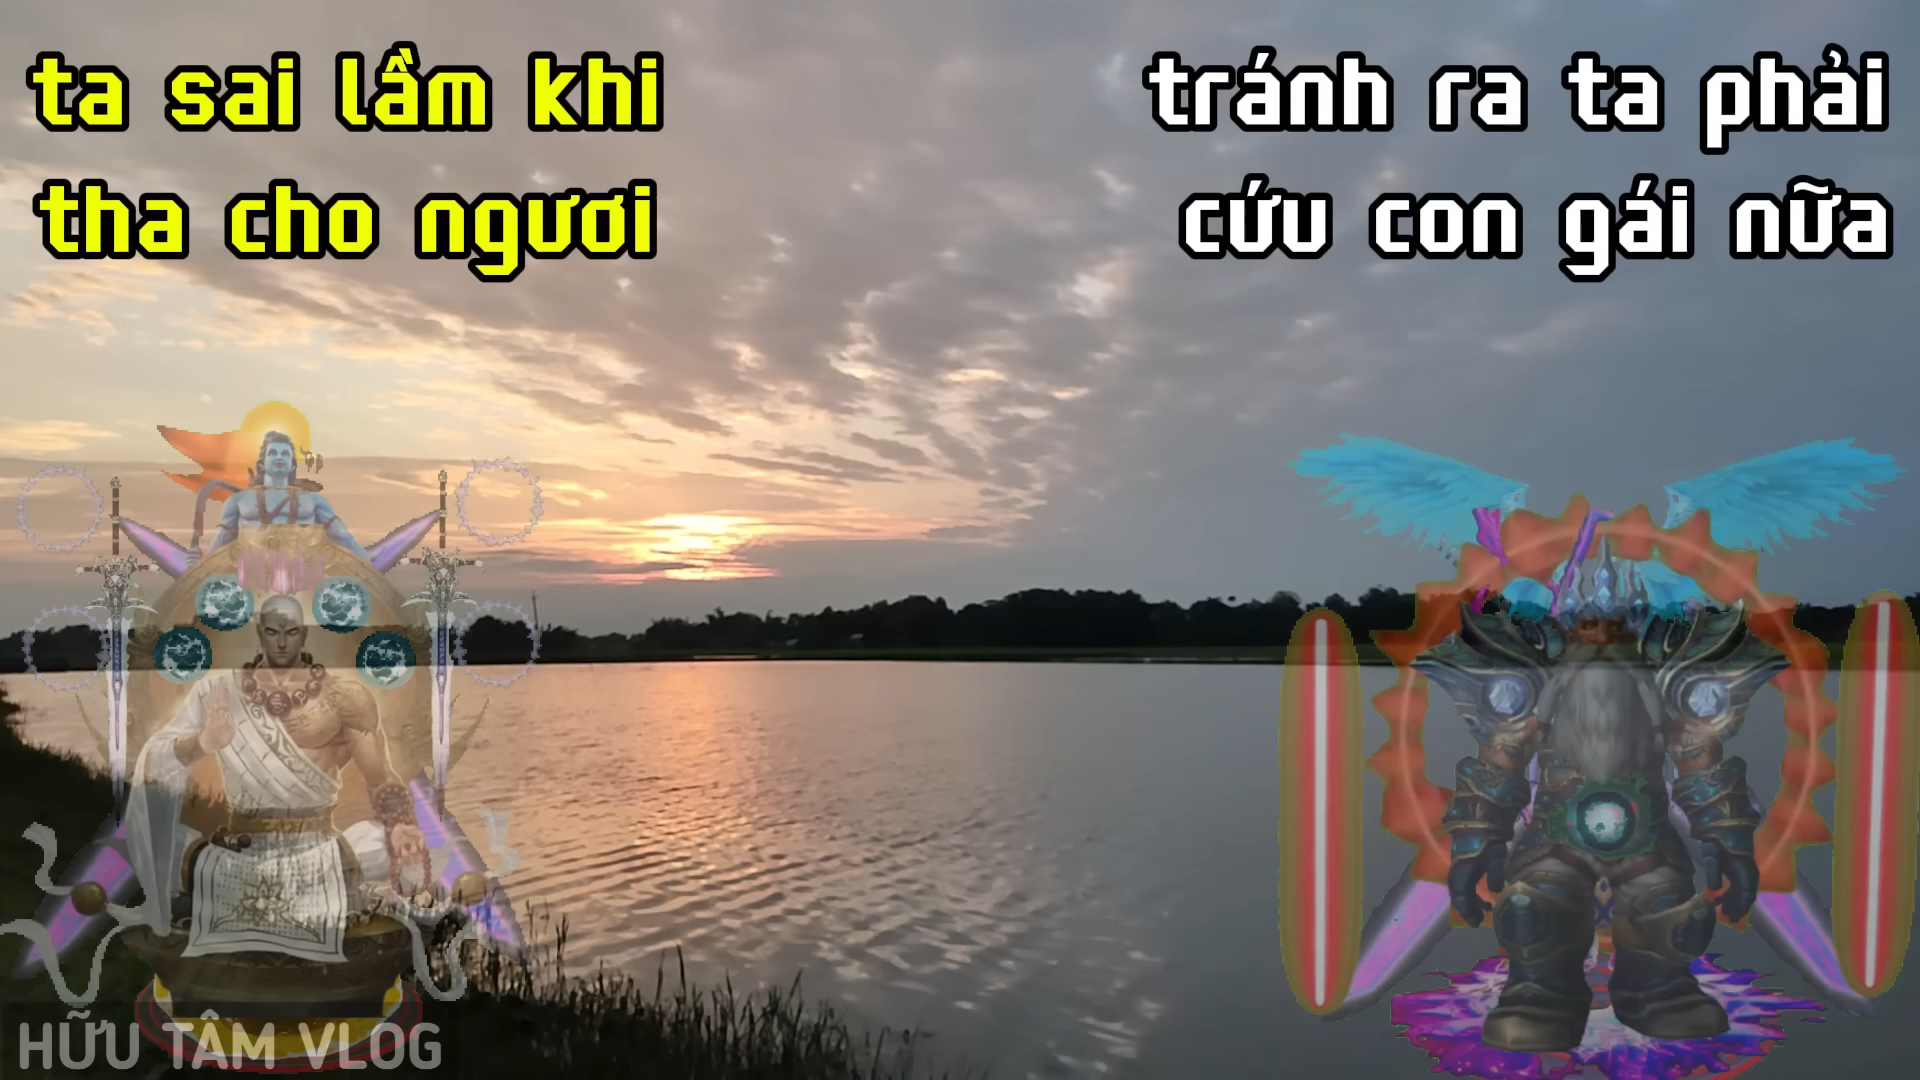 ta sai lầm khi
tha cho ngươi
tránh ra ta phải
cứu con gái nữa
HỮU TÂM VLOG